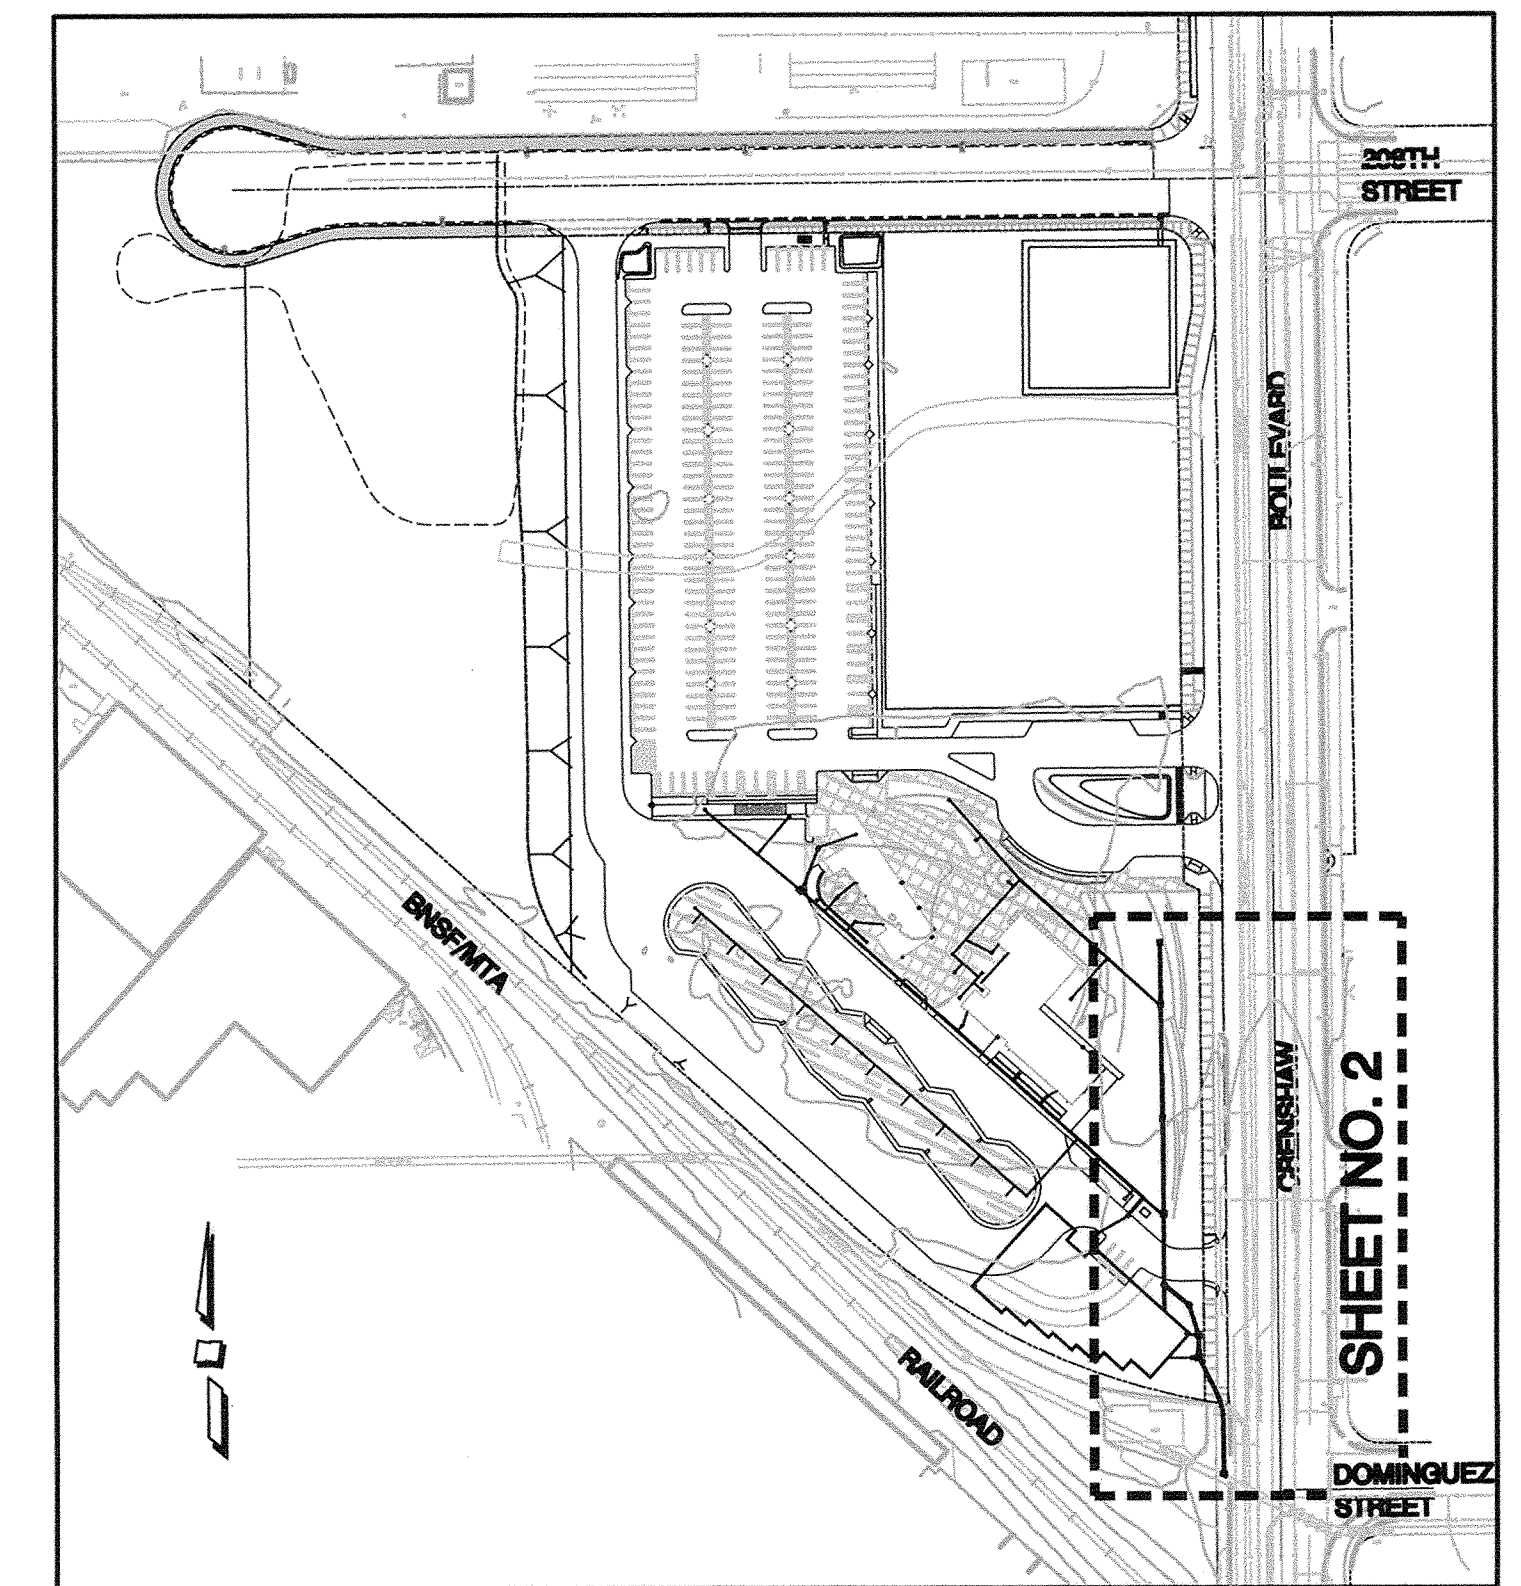 208TH
STREET
BOULEVARD
BNSF/MTA
CRENSHAW
SHEET NO. 2
RAILROAD
DOMINGUEZ
STREET